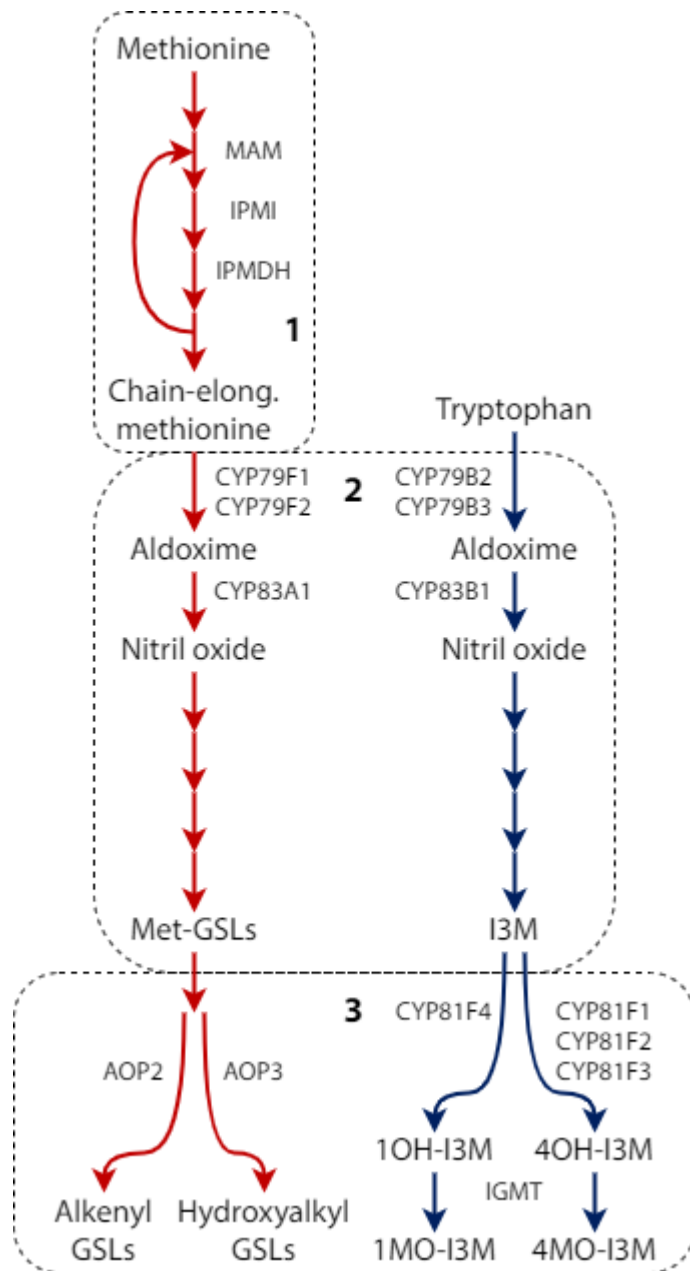 Methionine
MAM
IPMI
IPMDH
1
Chain-elong.
methionine
Tryptophan
CYP79F1
CYP79F2
2
CYP79B2
CYP79B3
Aldoxime
Aldoxime
CYP83A1
CYP83B1
Nitril oxide
Nitril oxide
Met-GSLs
I3M
3
CYP81F4
CYP81F1
CYP81F2
CYP81F3
AOP2
AOP3
1OH-I3M
4OH-I3M
IGMT
Alkenyl
GSLs
Hydroxyalkyl
GSLs
1MO-I3M
4MO-I3M